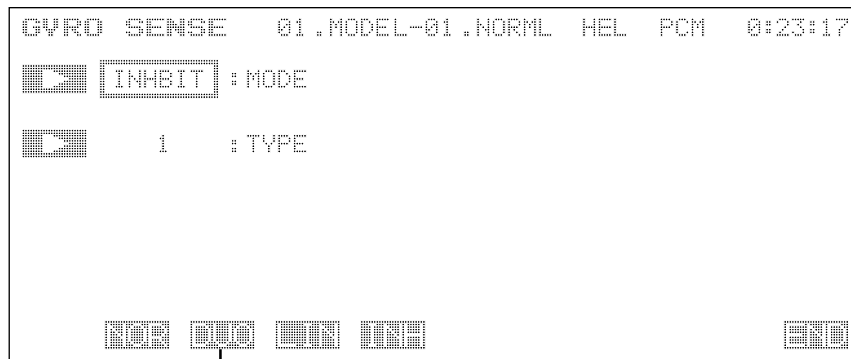 GYRO SENSE 01.MODEL-01.NORML HEL PCM 0:23:17
INHBIT :MODE
1 :TYPE
NOR DUO LIN INH END